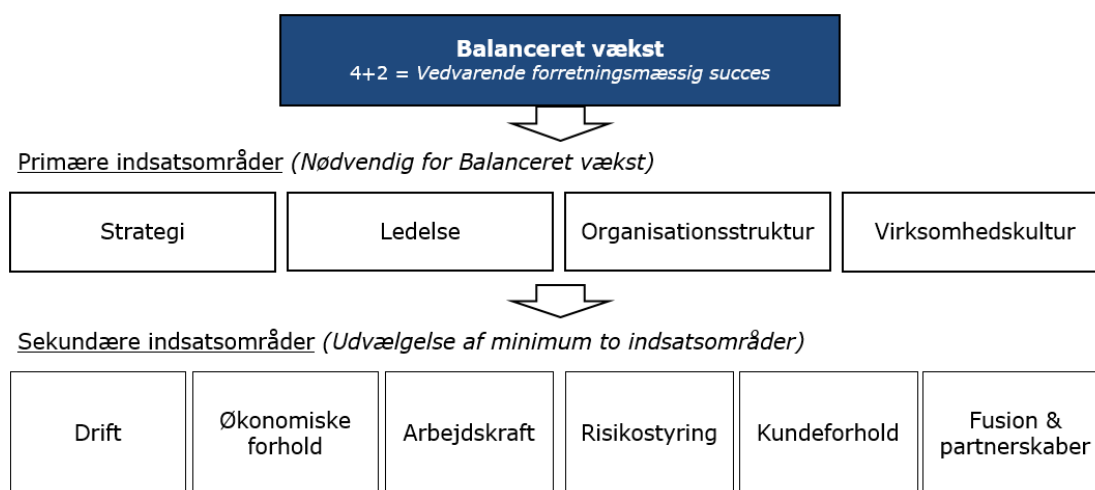 Balanceret vækst
4+2 = Vedvarende forretningsmæssig succes
Primære indsatsområder (Nødvendig for Balanceret vækst)
Strategi
Ledelse
Organisationsstruktur
Virksomhedskultur
Sekundære indsatsområder (Udvælgelse af minimum to indsatsområder)
Drift
Økonomiske
forhold
Arbejdskraft
Risikostyring
Kundeforhold
Fusion &
partnerskaber